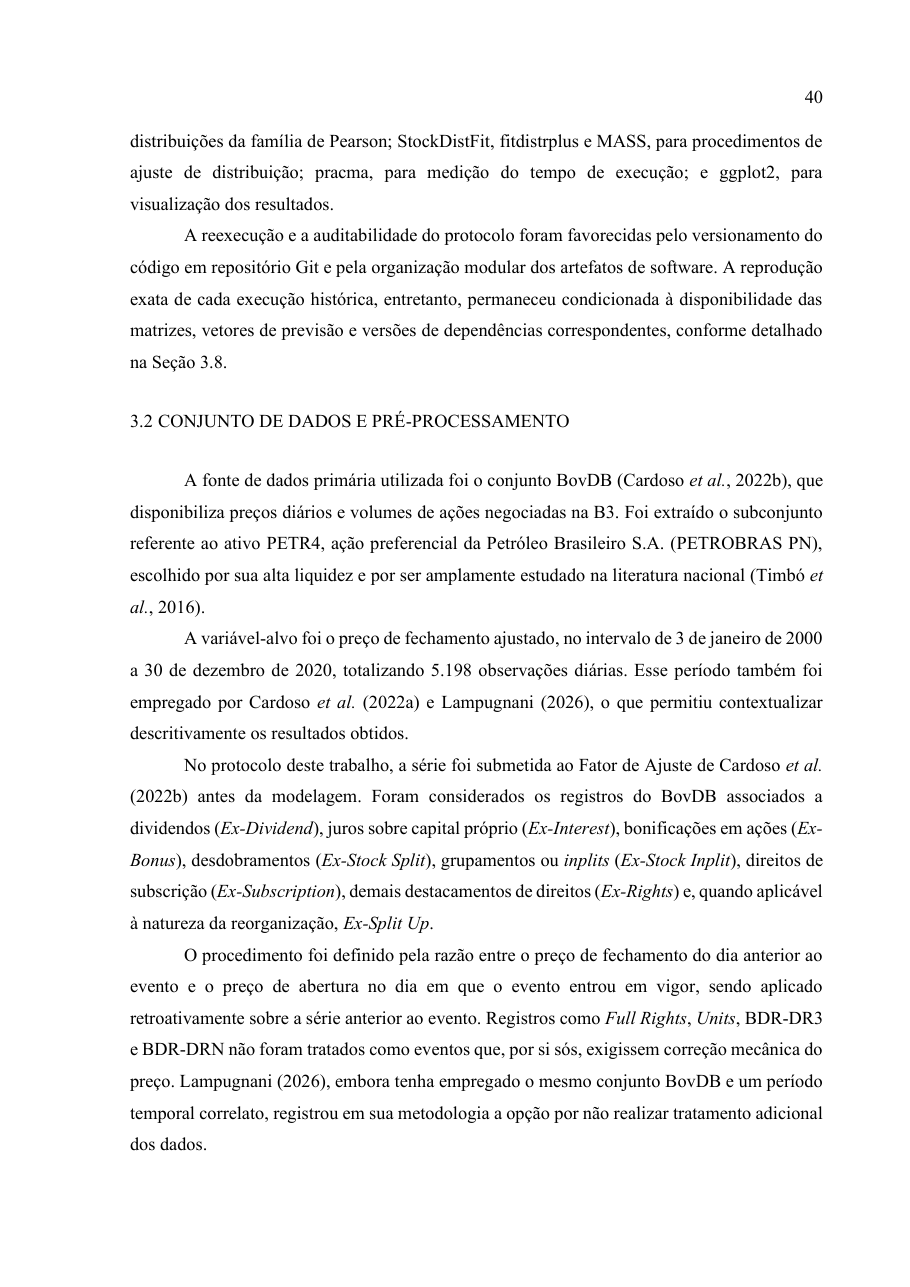 40
distribuições da família de Pearson; StockDistFit, fitdistrplus e MASS, para procedimentos de
ajuste de distribuição; pracma, para medição do tempo de execução; e ggplot2, para
visualização dos resultados.
A reexecução e a auditabilidade do protocolo foram favorecidas pelo versionamento do
código em repositório Git e pela organização modular dos artefatos de software. A reprodução
exata de cada execução histórica, entretanto, permaneceu condicionada à disponibilidade das
matrizes, vetores de previsão e versões de dependências correspondentes, conforme detalhado
na Seção 3.8.
3.2 CONJUNTO DE DADOS E PRÉ-PROCESSAMENTO
A fonte de dados primária utilizada foi o conjunto BovDB (Cardoso et al., 2022b), que
disponibiliza preços diários e volumes de ações negociadas na B3. Foi extraído o subconjunto
referente ao ativo PETR4, ação preferencial da Petróleo Brasileiro S.A. (PETROBRAS PN),
escolhido por sua alta liquidez e por ser amplamente estudado na literatura nacional (Timbó et
al., 2016).
A variável-alvo foi o preço de fechamento ajustado, no intervalo de 3 de janeiro de 2000
a 30 de dezembro de 2020, totalizando 5.198 observações diárias. Esse período também foi
empregado por Cardoso et al. (2022a) e Lampugnani (2026), o que permitiu contextualizar
descritivamente os resultados obtidos.
No protocolo deste trabalho, a série foi submetida ao Fator de Ajuste de Cardoso et al.
(2022b) antes da modelagem. Foram considerados os registros do BovDB associados a
dividendos (Ex-Dividend), juros sobre capital próprio (Ex-Interest), bonificações em ações (Ex-
Bonus), desdobramentos (Ex-Stock Split), grupamentos ou inplits (Ex-Stock Inplit), direitos de
subscrição (Ex-Subscription), demais destacamentos de direitos (Ex-Rights) e, quando aplicável
à natureza da reorganização, Ex-Split Up.
O procedimento foi definido pela razão entre o preço de fechamento do dia anterior ao
evento e o preço de abertura no dia em que o evento entrou em vigor, sendo aplicado
retroativamente sobre a série anterior ao evento. Registros como Full Rights, Units, BDR-DR3
e BDR-DRN não foram tratados como eventos que, por si sós, exigissem correção mecânica do
preço. Lampugnani (2026), embora tenha empregado o mesmo conjunto BovDB e um período
temporal correlato, registrou em sua metodologia a opção por não realizar tratamento adicional
dos dados.